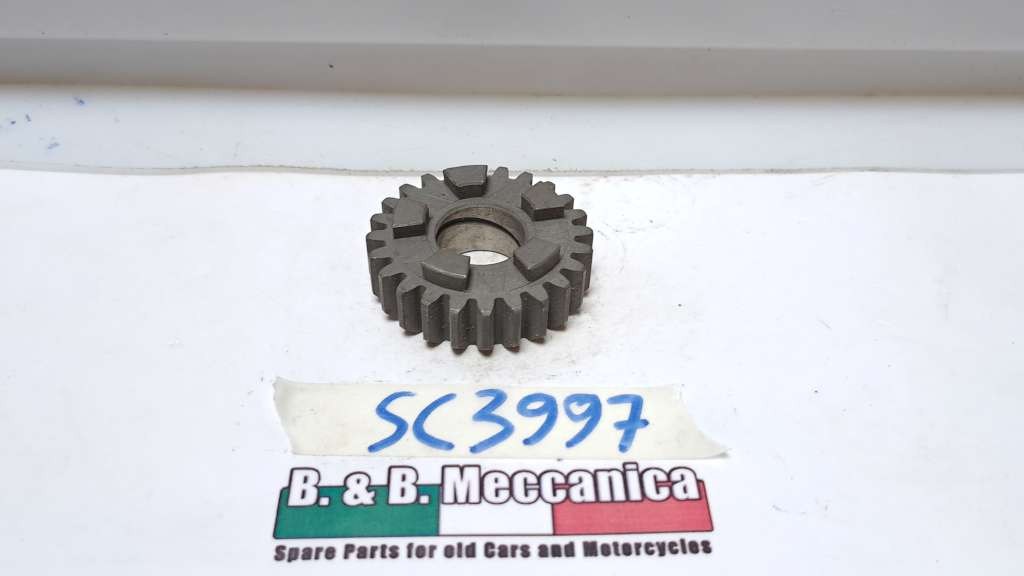 SC3997
B. & B. Meccanica
Spare Parts for old Cars and Motorcycles